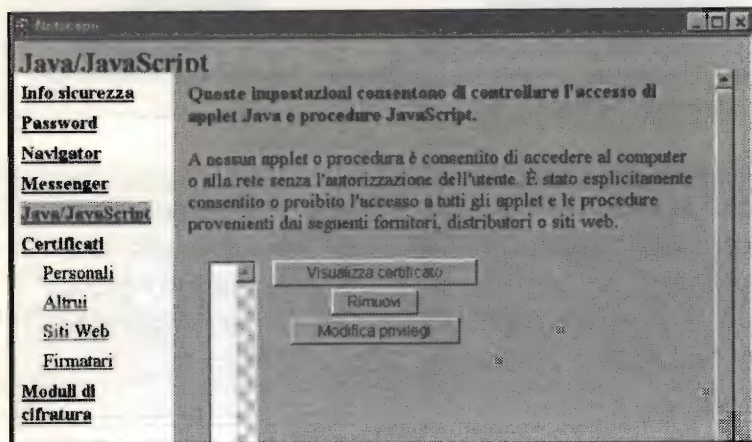 Netscape
Java/JavaScript
Info sicurezza
Password
Navigator
Messenger
Java/JavaScript
Certificati
Personali
Altrui
Siti Web
Firmatari
Moduli di
cifratura
Queste impostazioni consentono di controllare l'accesso di
applet Java e procedure JavaScript.
A nessun applet o procedura è consentito di accedere al computer
o alla rete senza l'autorizzazione dell'utente. È stato esplicitamente
consentito o proibito l'accesso a tutti gli applet e le procedure
provenienti dai seguenti fornitori, distributori o siti web.
Visualizza certificato
Rimuovi
Modifica privilegi